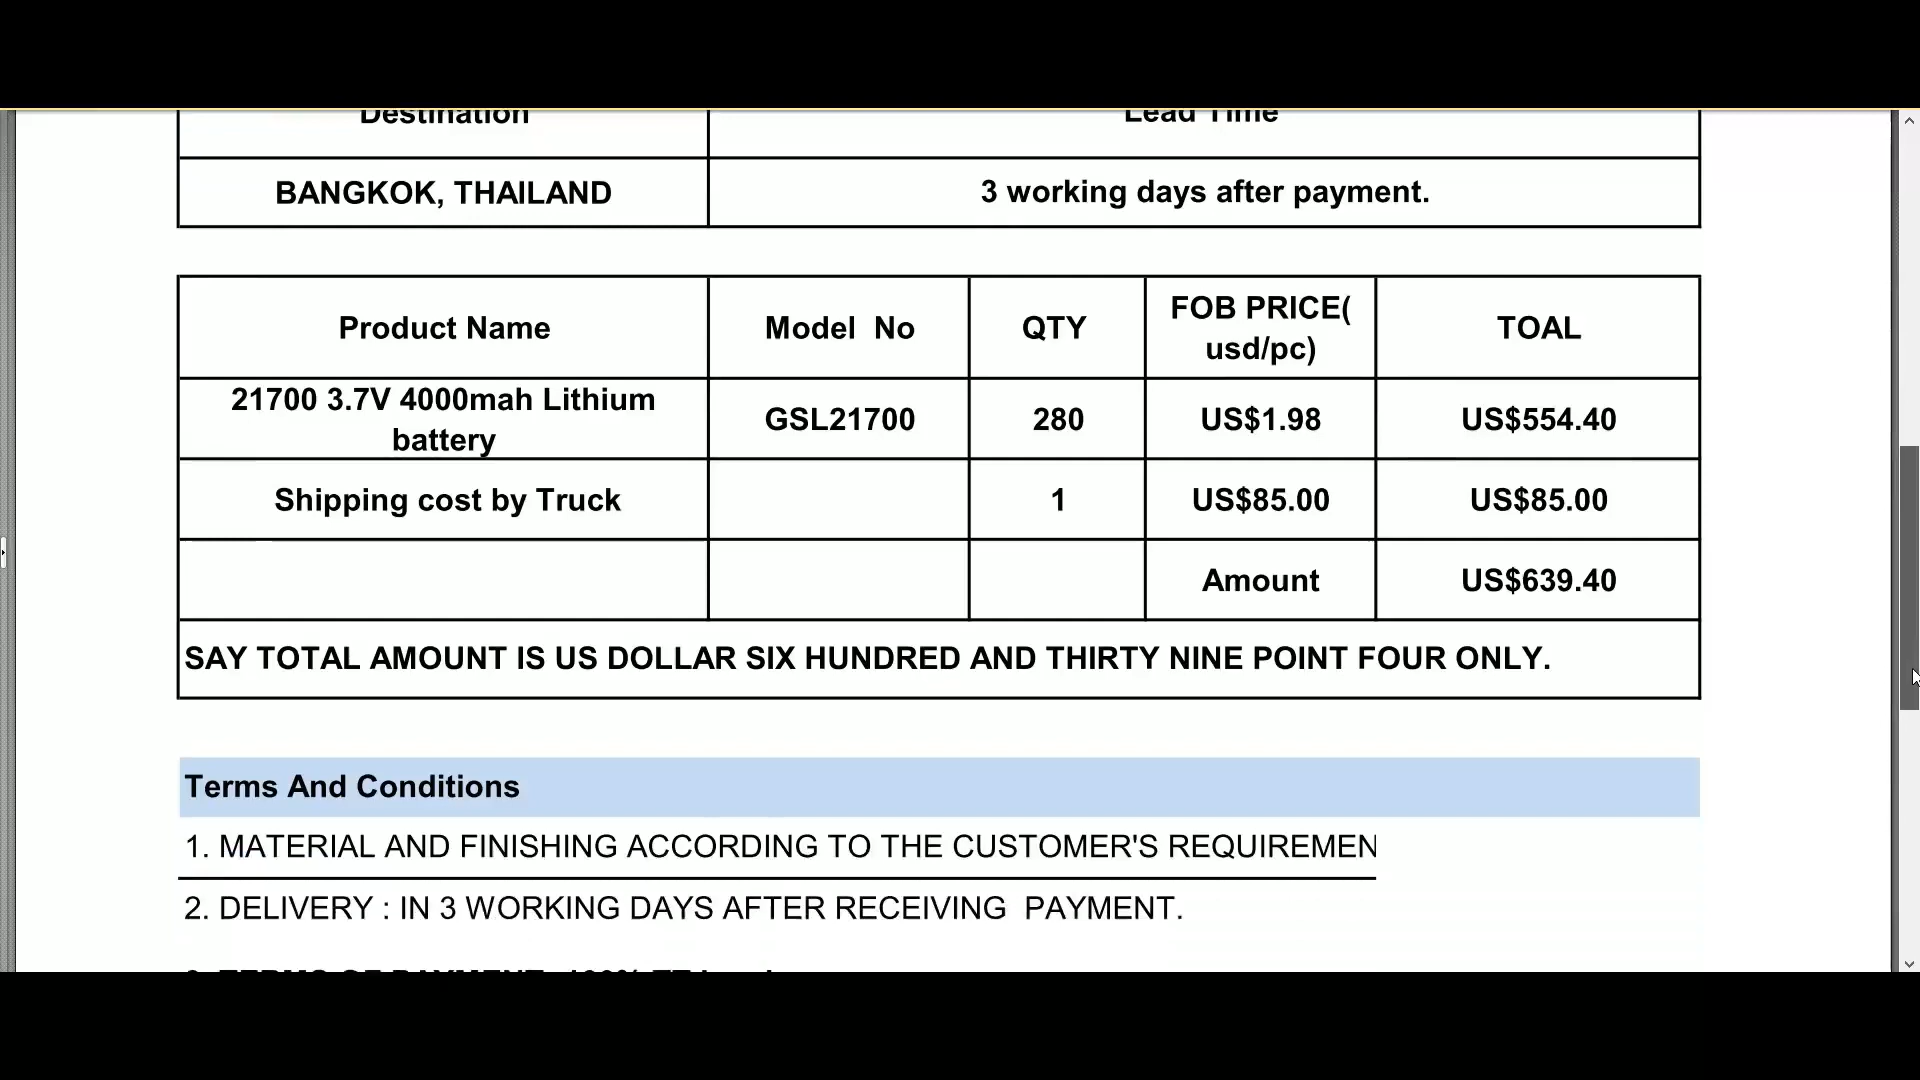 Destination
Lead Time
BANGKOK, THAILAND
3 working days after payment.
Product Name
Model  No
QTY
FOB PRICE(
usd/pc)
TOAL
21700 3.7V 4000mah Lithium
battery
GSL21700
280
US$1.98
US$554.40
Shipping cost by Truck
1
US$85.00
US$85.00
Amount
US$639.40
SAY TOTAL AMOUNT IS US DOLLAR SIX HUNDRED AND THIRTY NINE POINT FOUR ONLY.
Terms And Conditions
1. MATERIAL AND FINISHING ACCORDING TO THE CUSTOMER'S REQUIREMEN
2. DELIVERY : IN 3 WORKING DAYS AFTER RECEIVING  PAYMENT.